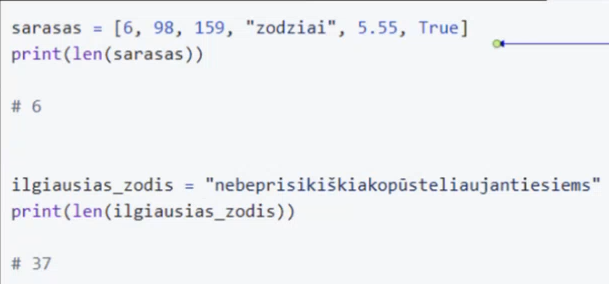 sarasas = [6, 98, 159, "zodziai", 5.55, True]
print(len(sarasas))
# 6
ilgiausias_zodis = "nebeprisikiškiakopūsteliaujantiesiems"
print(len(ilgiausias_zodis))
# 37